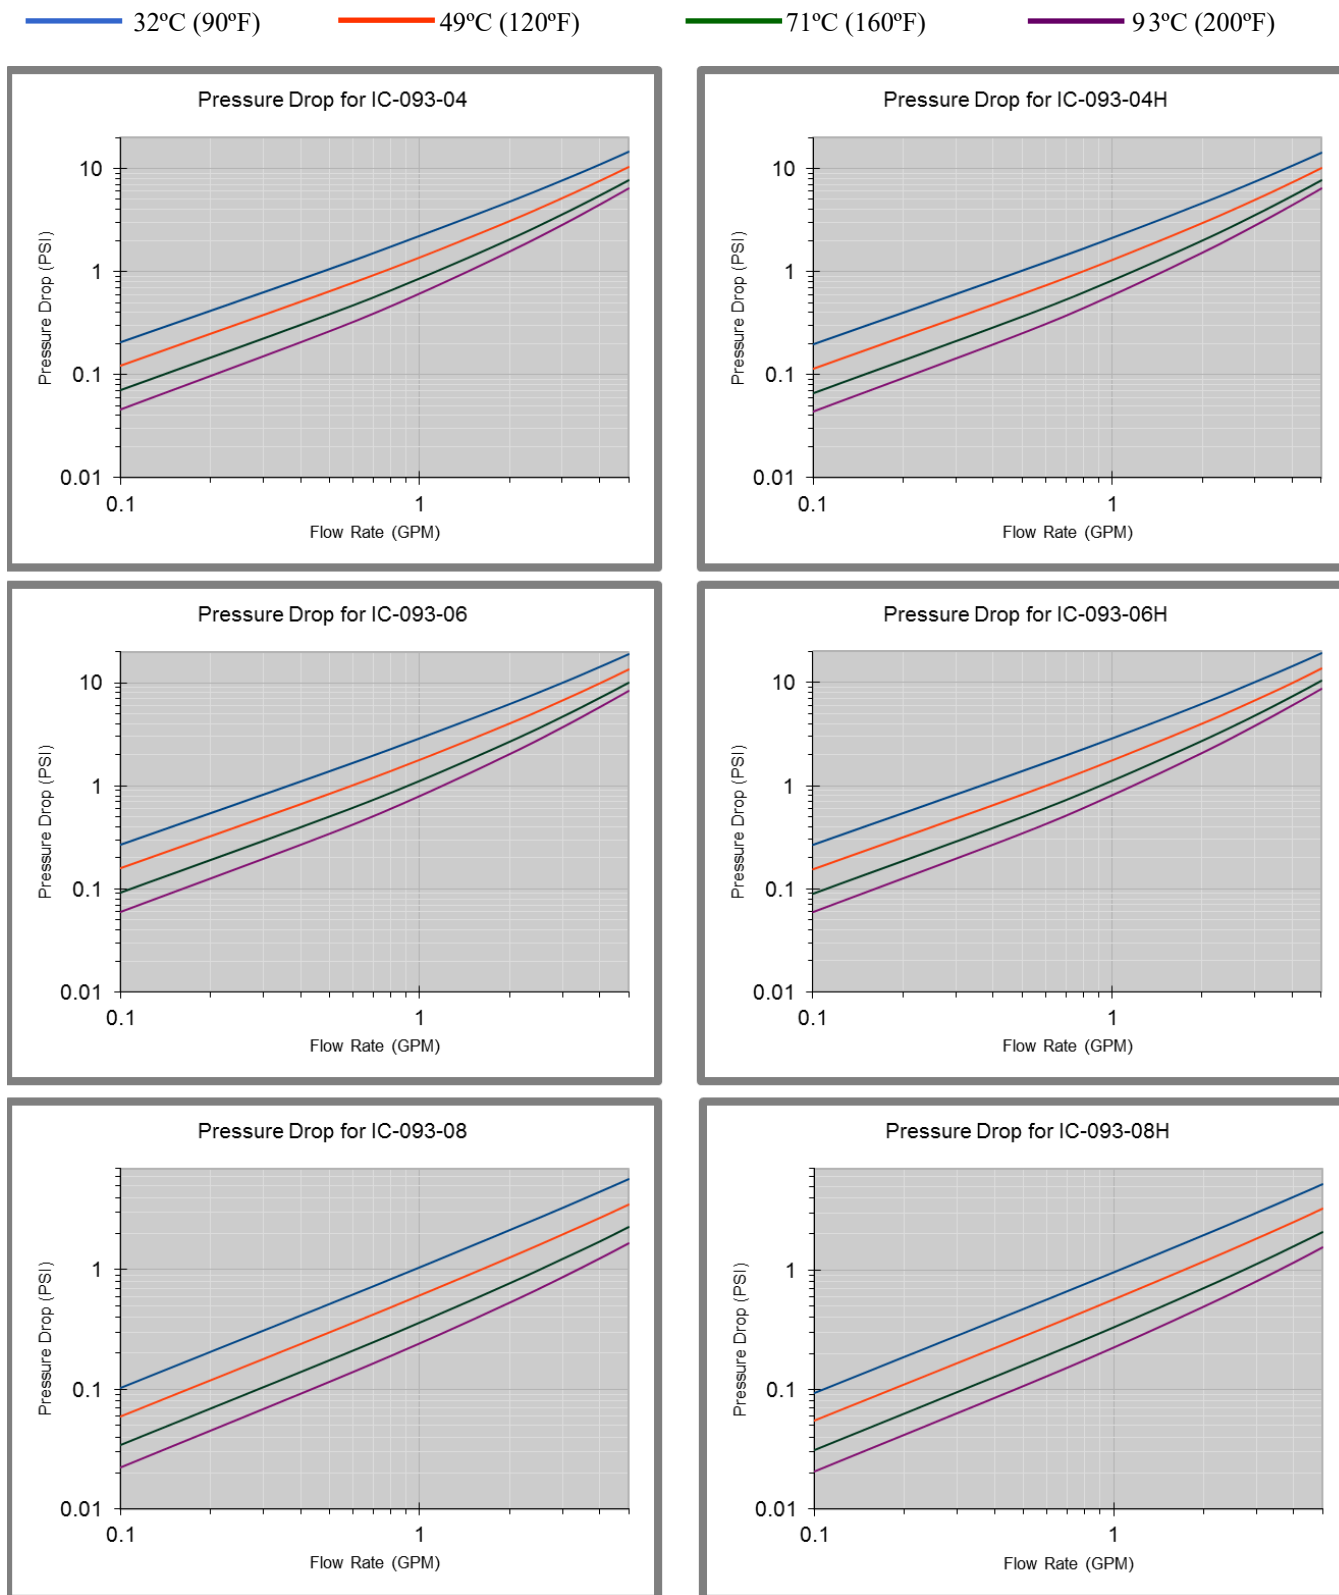 32ºC (90ºF) 49ºC (120ºF) 71ºC (160ºF) 93ºC (200ºF)
Pressure Drop for IC-093-04
10
1
0.1
0.01
0.1 1
Pressure Drop (PSI)
Flow Rate (GPM)
Pressure Drop for IC-093-04H
10
1
0.1
0.01
0.1 1
Pressure Drop (PSI)
Flow Rate (GPM)
Pressure Drop for IC-093-06
10
1
0.1
0.01
0.1 1
Pressure Drop (PSI)
Flow Rate (GPM)
Pressure Drop for IC-093-06H
10
1
0.1
0.01
0.1 1
Pressure Drop (PSI)
Flow Rate (GPM)
Pressure Drop for IC-093-08
1
0.1
0.01
0.1 1
Pressure Drop (PSI)
Flow Rate (GPM)
Pressure Drop for IC-093-08H
1
0.1
0.01
0.1 1
Pressure Drop (PSI)
Flow Rate (GPM)